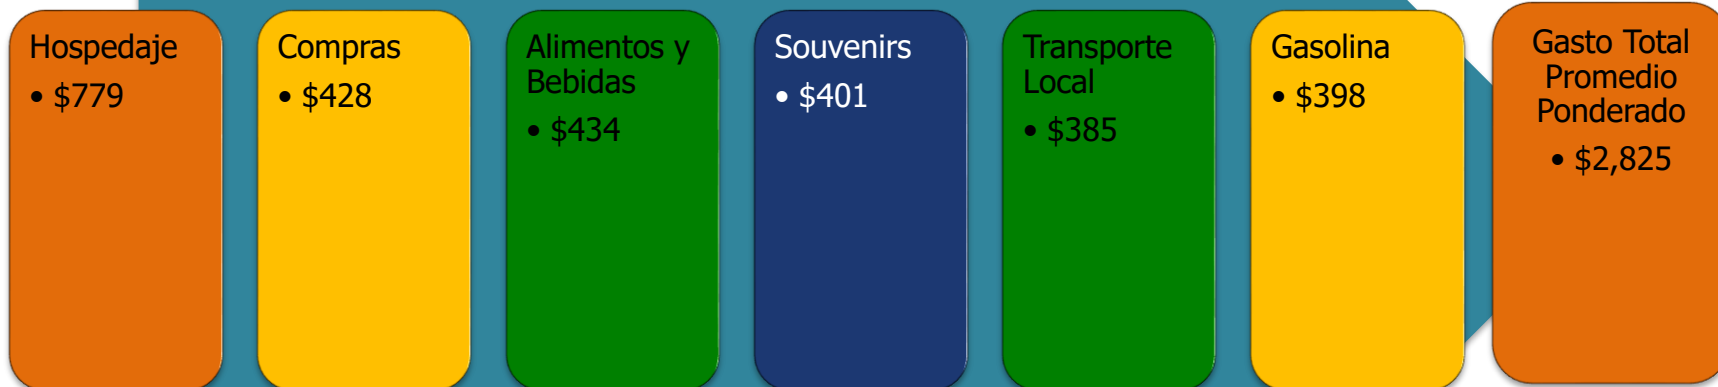 Hospedaje
• $779
Compras
• $428
Alimentos y
Bebidas
• $434
Souvenirs
• $401
Transporte
Local
• $385
Gasolina
• $398
Gasto Total
Promedio
Ponderado
• $2,825